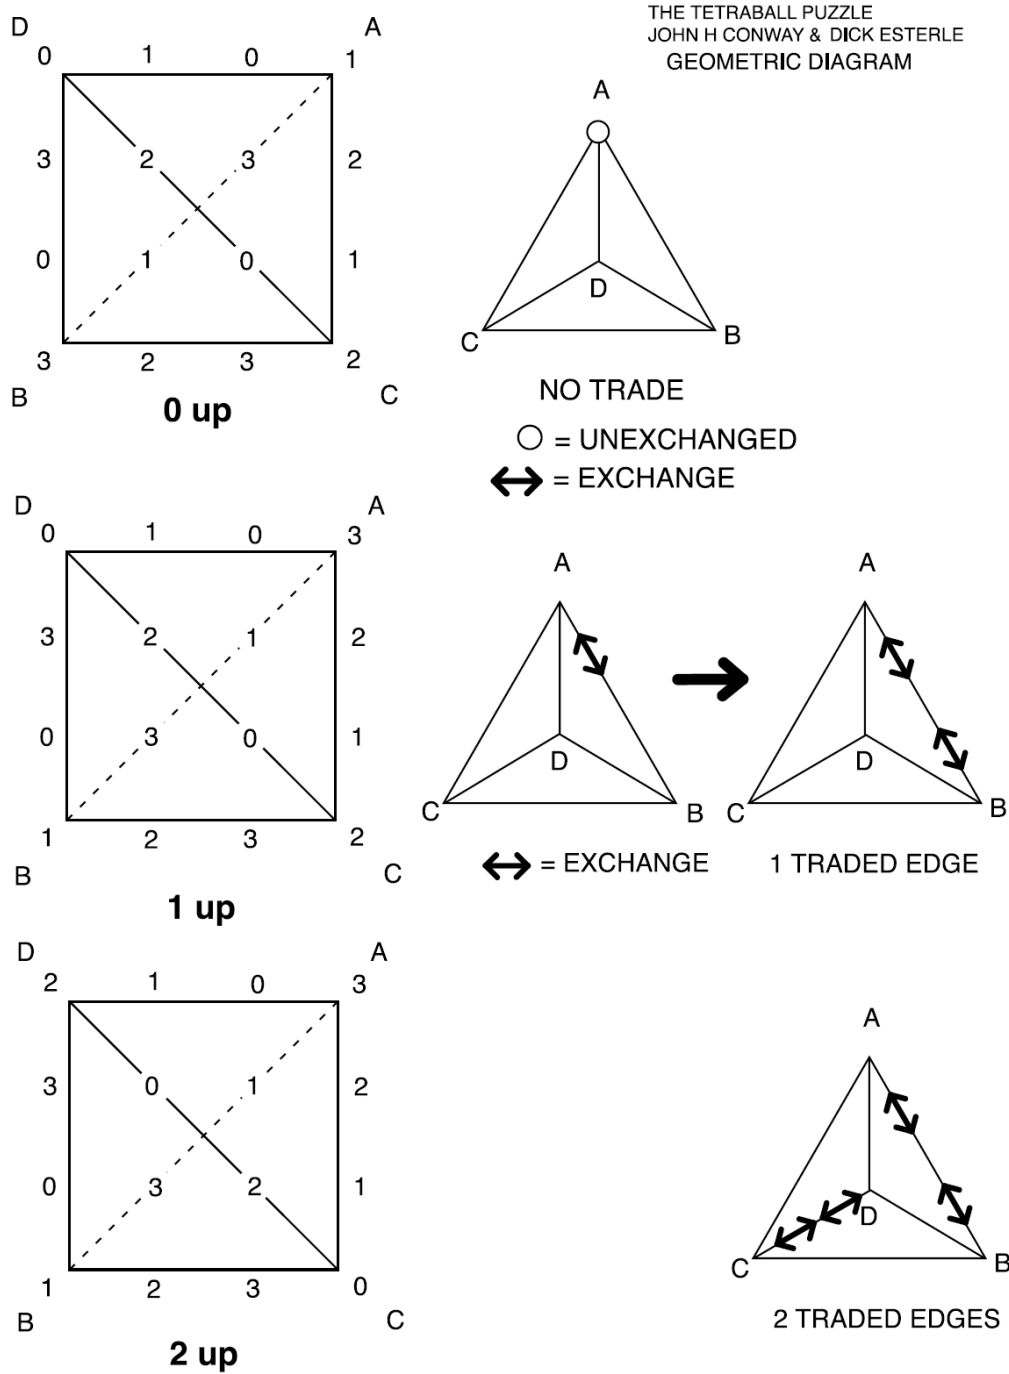 THE TETRABALL PUZZLE
JOHN H CONWAY & DICK ESTERLE
GEOMETRIC DIAGRAM
D A
0 1 0 1
3 2 3 2
0 1 0 1
3 2 3 2
B C
0 up
A
D
C B
NO TRADE
= UNEXCHANGED
= EXCHANGE
D A
0 1 0 3
3 2 1 2
0 3 0 1
1 2 3 2
B C
1 up
A
D
C B
= EXCHANGE
A
D
C B
1 TRADED EDGE
D A
2 1 0 3
3 0 1 2
0 3 2 1
1 2 3 0
B C
2 up
A
D
C B
2 TRADED EDGES